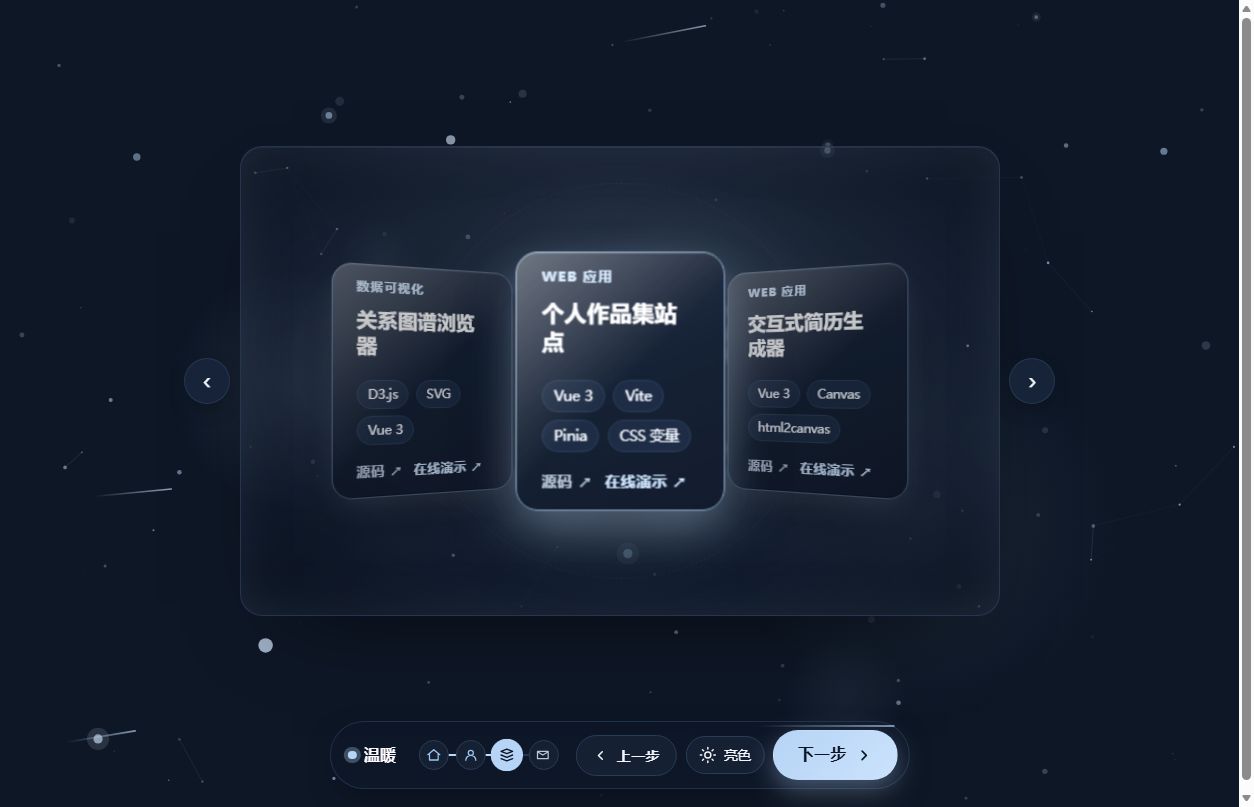 数据可视化
关系图谱浏览
器
D3.js SVG
Vue 3
源码 ↗ 在线演示 ↗
WEB 应用
个人作品集站
点
Vue 3 Vite
Pinia CSS 变量
源码 ↗ 在线演示 ↗
WEB 应用
交互式简历生
成器
Vue 3 Canvas
html2canvas
源码 ↗ 在线演示 ↗
‹ ›
温暖 上一步 亮色 下一步